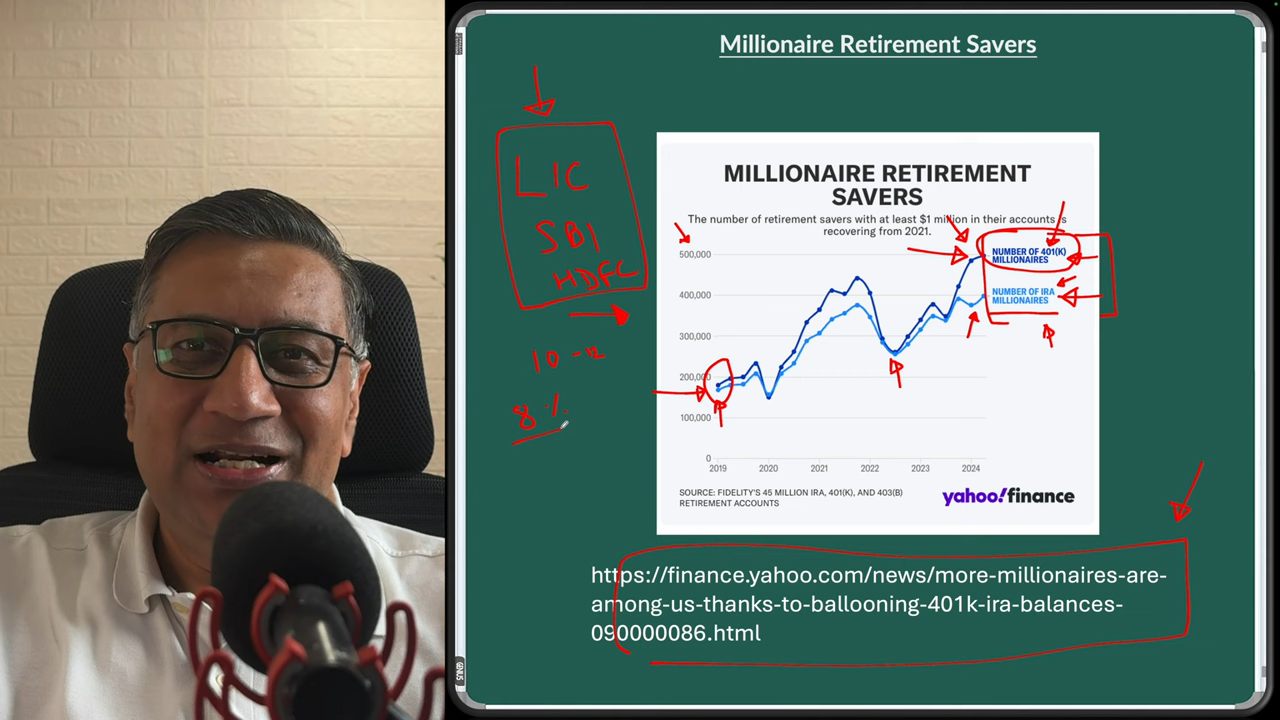 Millionaire Retirement Savers
LIC
SBI
HDFC
10-12
8%
MILLIONAIRE RETIREMENT
SAVERS
The number of retirement savers with at least $1 million in their accounts is
recovering from 2021.
500,000
400,000
300,000
200,000
100,000
0
2019
2020
2021
2022
2023
2024
NUMBER OF 401(K)
MILLIONAIRES
NUMBER OF IRA
MILLIONAIRES
SOURCE: FIDELITY'S 45 MILLION IRA, 401(K), AND 403(B)
RETIREMENT ACCOUNTS
yahoo!finance
https://finance.yahoo.com/news/more-millionaires-are-
among-us-thanks-to-ballooning-401k-ira-balances-
090000086.html
GENIUS